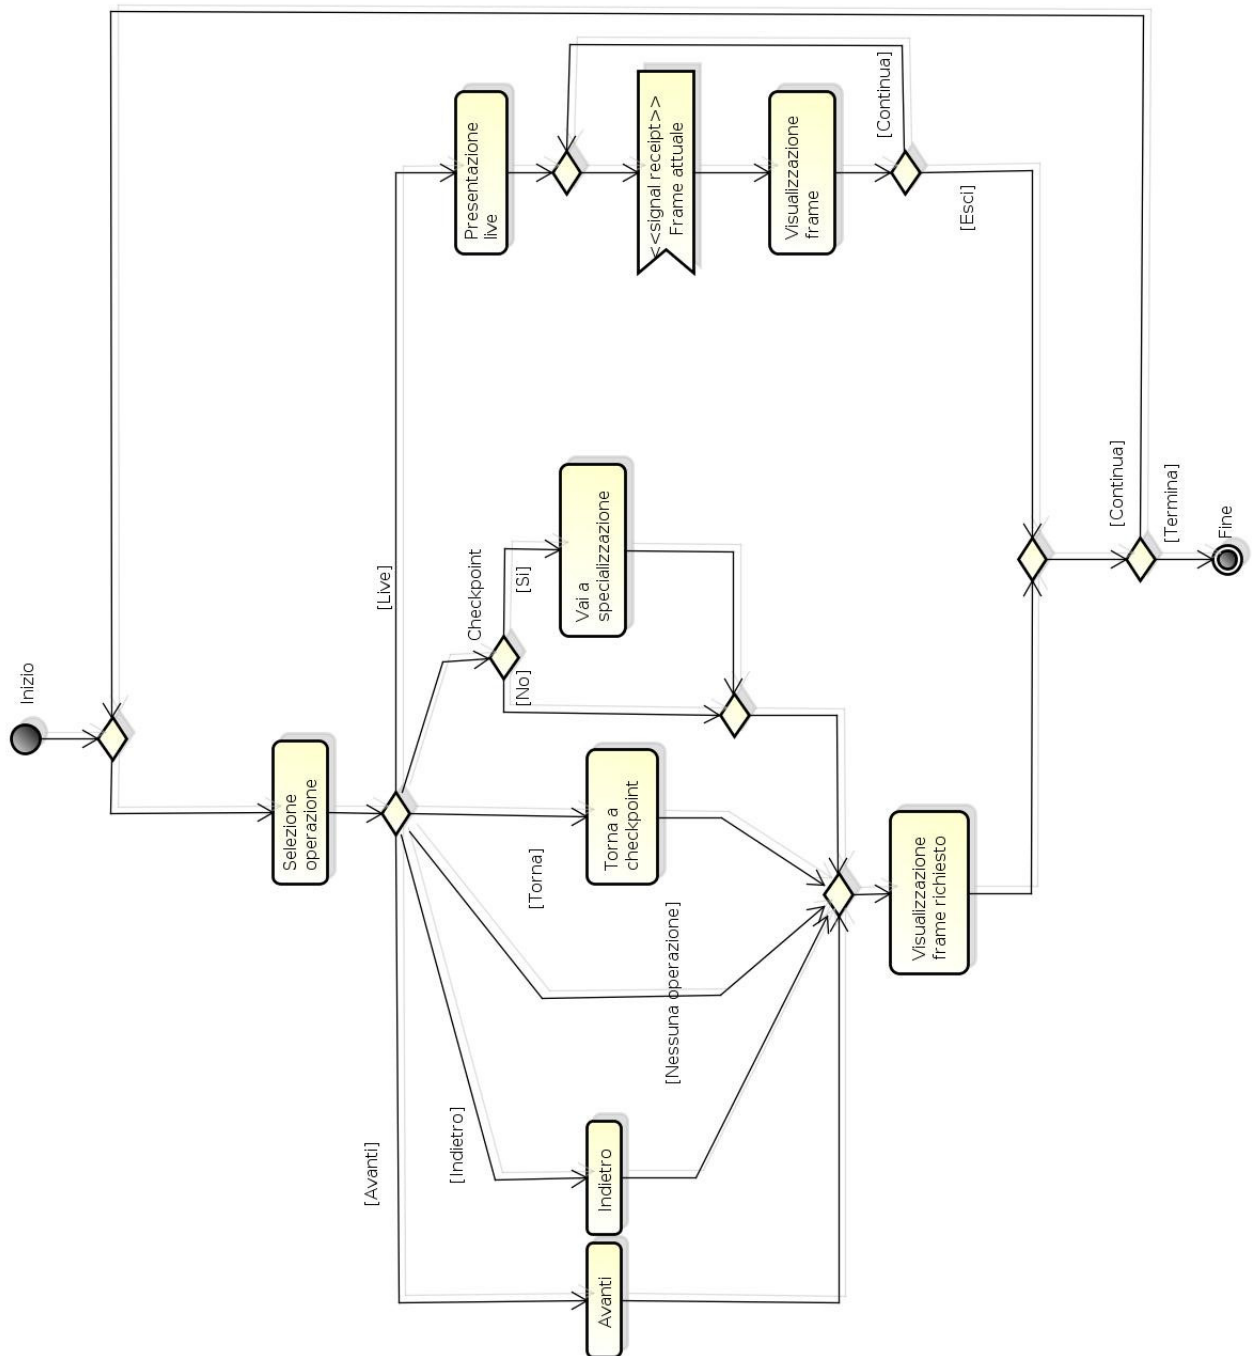 Inizio
Selezione
operazione
[Avanti]
[Indietro]
[Nessuna operazione]
[Torna]
[Live]
Checkpoint
[Si]
[No]
Avanti
Indietro
Torna a
checkpoint
Vai a
specializzazione
Presentazione
live
<<signal receipt>>
Frame attuale
Visualizzazione
frame
[Continua]
[Esci]
Visualizzazione
frame richiesto
[Continua]
[Termina]
Fine